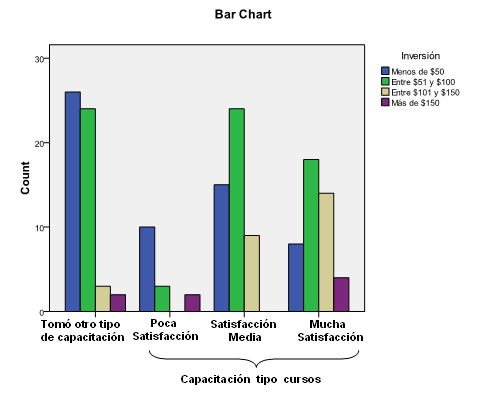 Bar Chart
Inversión
Menos de $50
Entre $51 y $100
Entre $101 y $150
Más de $150
Count
30
20
10
0
Tomó otro tipo
de capacitación
Poca
Satisfacción
Satisfacción
Media
Mucha
Satisfacción
Capacitación tipo cursos